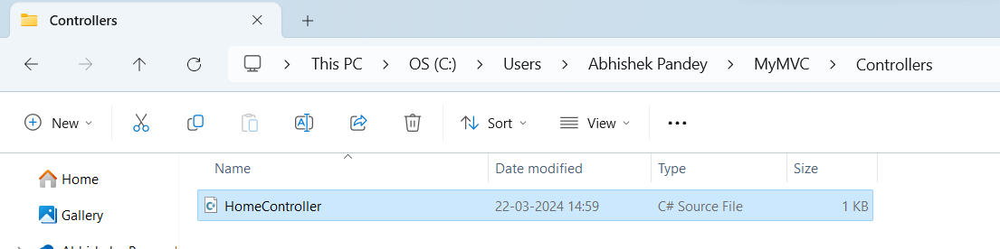 Controllers
This PC > OS (C:) > Users > Abhishek Pandey > MyMVC > Controllers
New Sort View
Name Date modified Type Size
Home
HomeController 22-03-2024 14:59 C# Source File 1 KB
Gallery